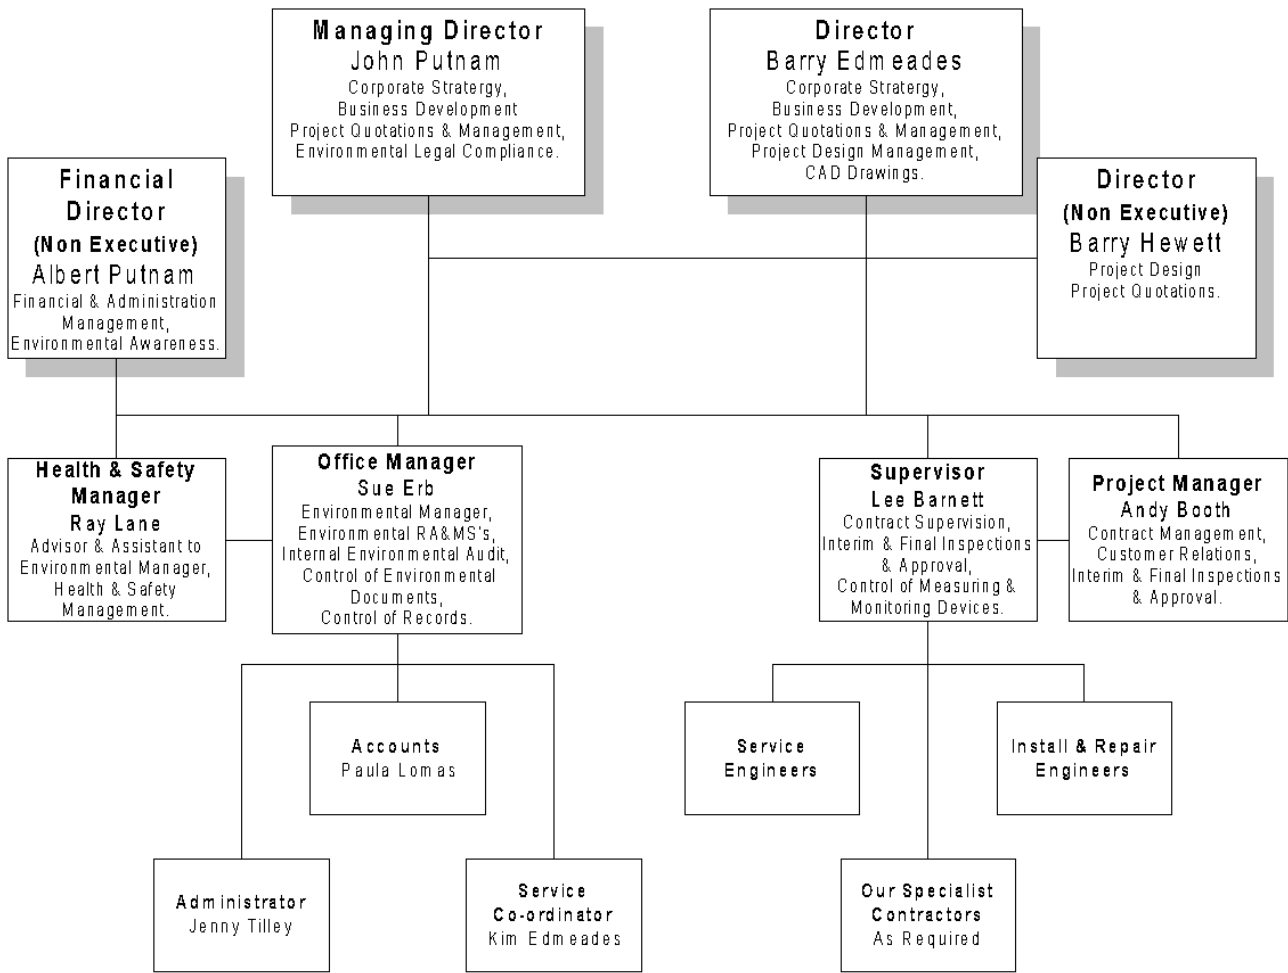 Managing Director
John Putnam
Corporate Stratergy,
Business Development
Project Quotations & Management,
Environmental Legal Compliance.
Director
Barry Edmeades
Corporate Stratergy,
Business Development,
Project Quotations & Management,
Project Design Management,
CAD Drawings.
Financial
Director
(Non Executive)
Albert Putnam
Financial & Administration
Management,
Environmental Awareness.
Director
(Non Executive)
Barry Hewett
Project Design
Project Quotations.
Health & Safety
Manager
Ray Lane
Advisor & Assistant to
Environmental Manager,
Health & Safety
Management.
Office Manager
Sue Erb
Environmental Manager,
Environmental RA&MS's,
Internal Environmental Audit,
Control of Environmental
Documents,
Control of Records.
Supervisor
Lee Barnett
Contract Supervision,
Interim & Final Inspections
& Approval,
Control of Measuring &
Monitoring Devices.
Project Manager
Andy Booth
Contract Management,
Customer Relations,
Interim & Final Inspections
& Approval.
Accounts
Paula Lomas
Service
Engineers
Install & Repair
Engineers
Administrator
Jenny Tilley
Service
Co-ordinator
Kim Edmeades
Our Specialist
Contractors
As Required